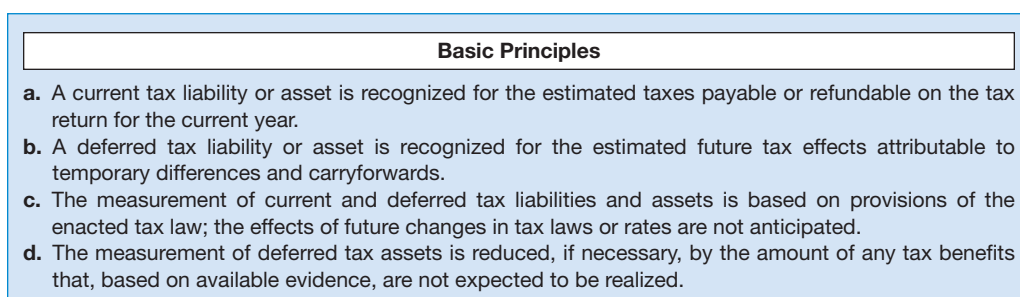 Basic Principles
a. A current tax liability or asset is recognized for the estimated taxes payable or refundable on the tax
return for the current year.
b. A deferred tax liability or asset is recognized for the estimated future tax effects attributable to
temporary differences and carryforwards.
c. The measurement of current and deferred tax liabilities and assets is based on provisions of the
enacted tax law; the effects of future changes in tax laws or rates are not anticipated.
d. The measurement of deferred tax assets is reduced, if necessary, by the amount of any tax benefits
that, based on available evidence, are not expected to be realized.